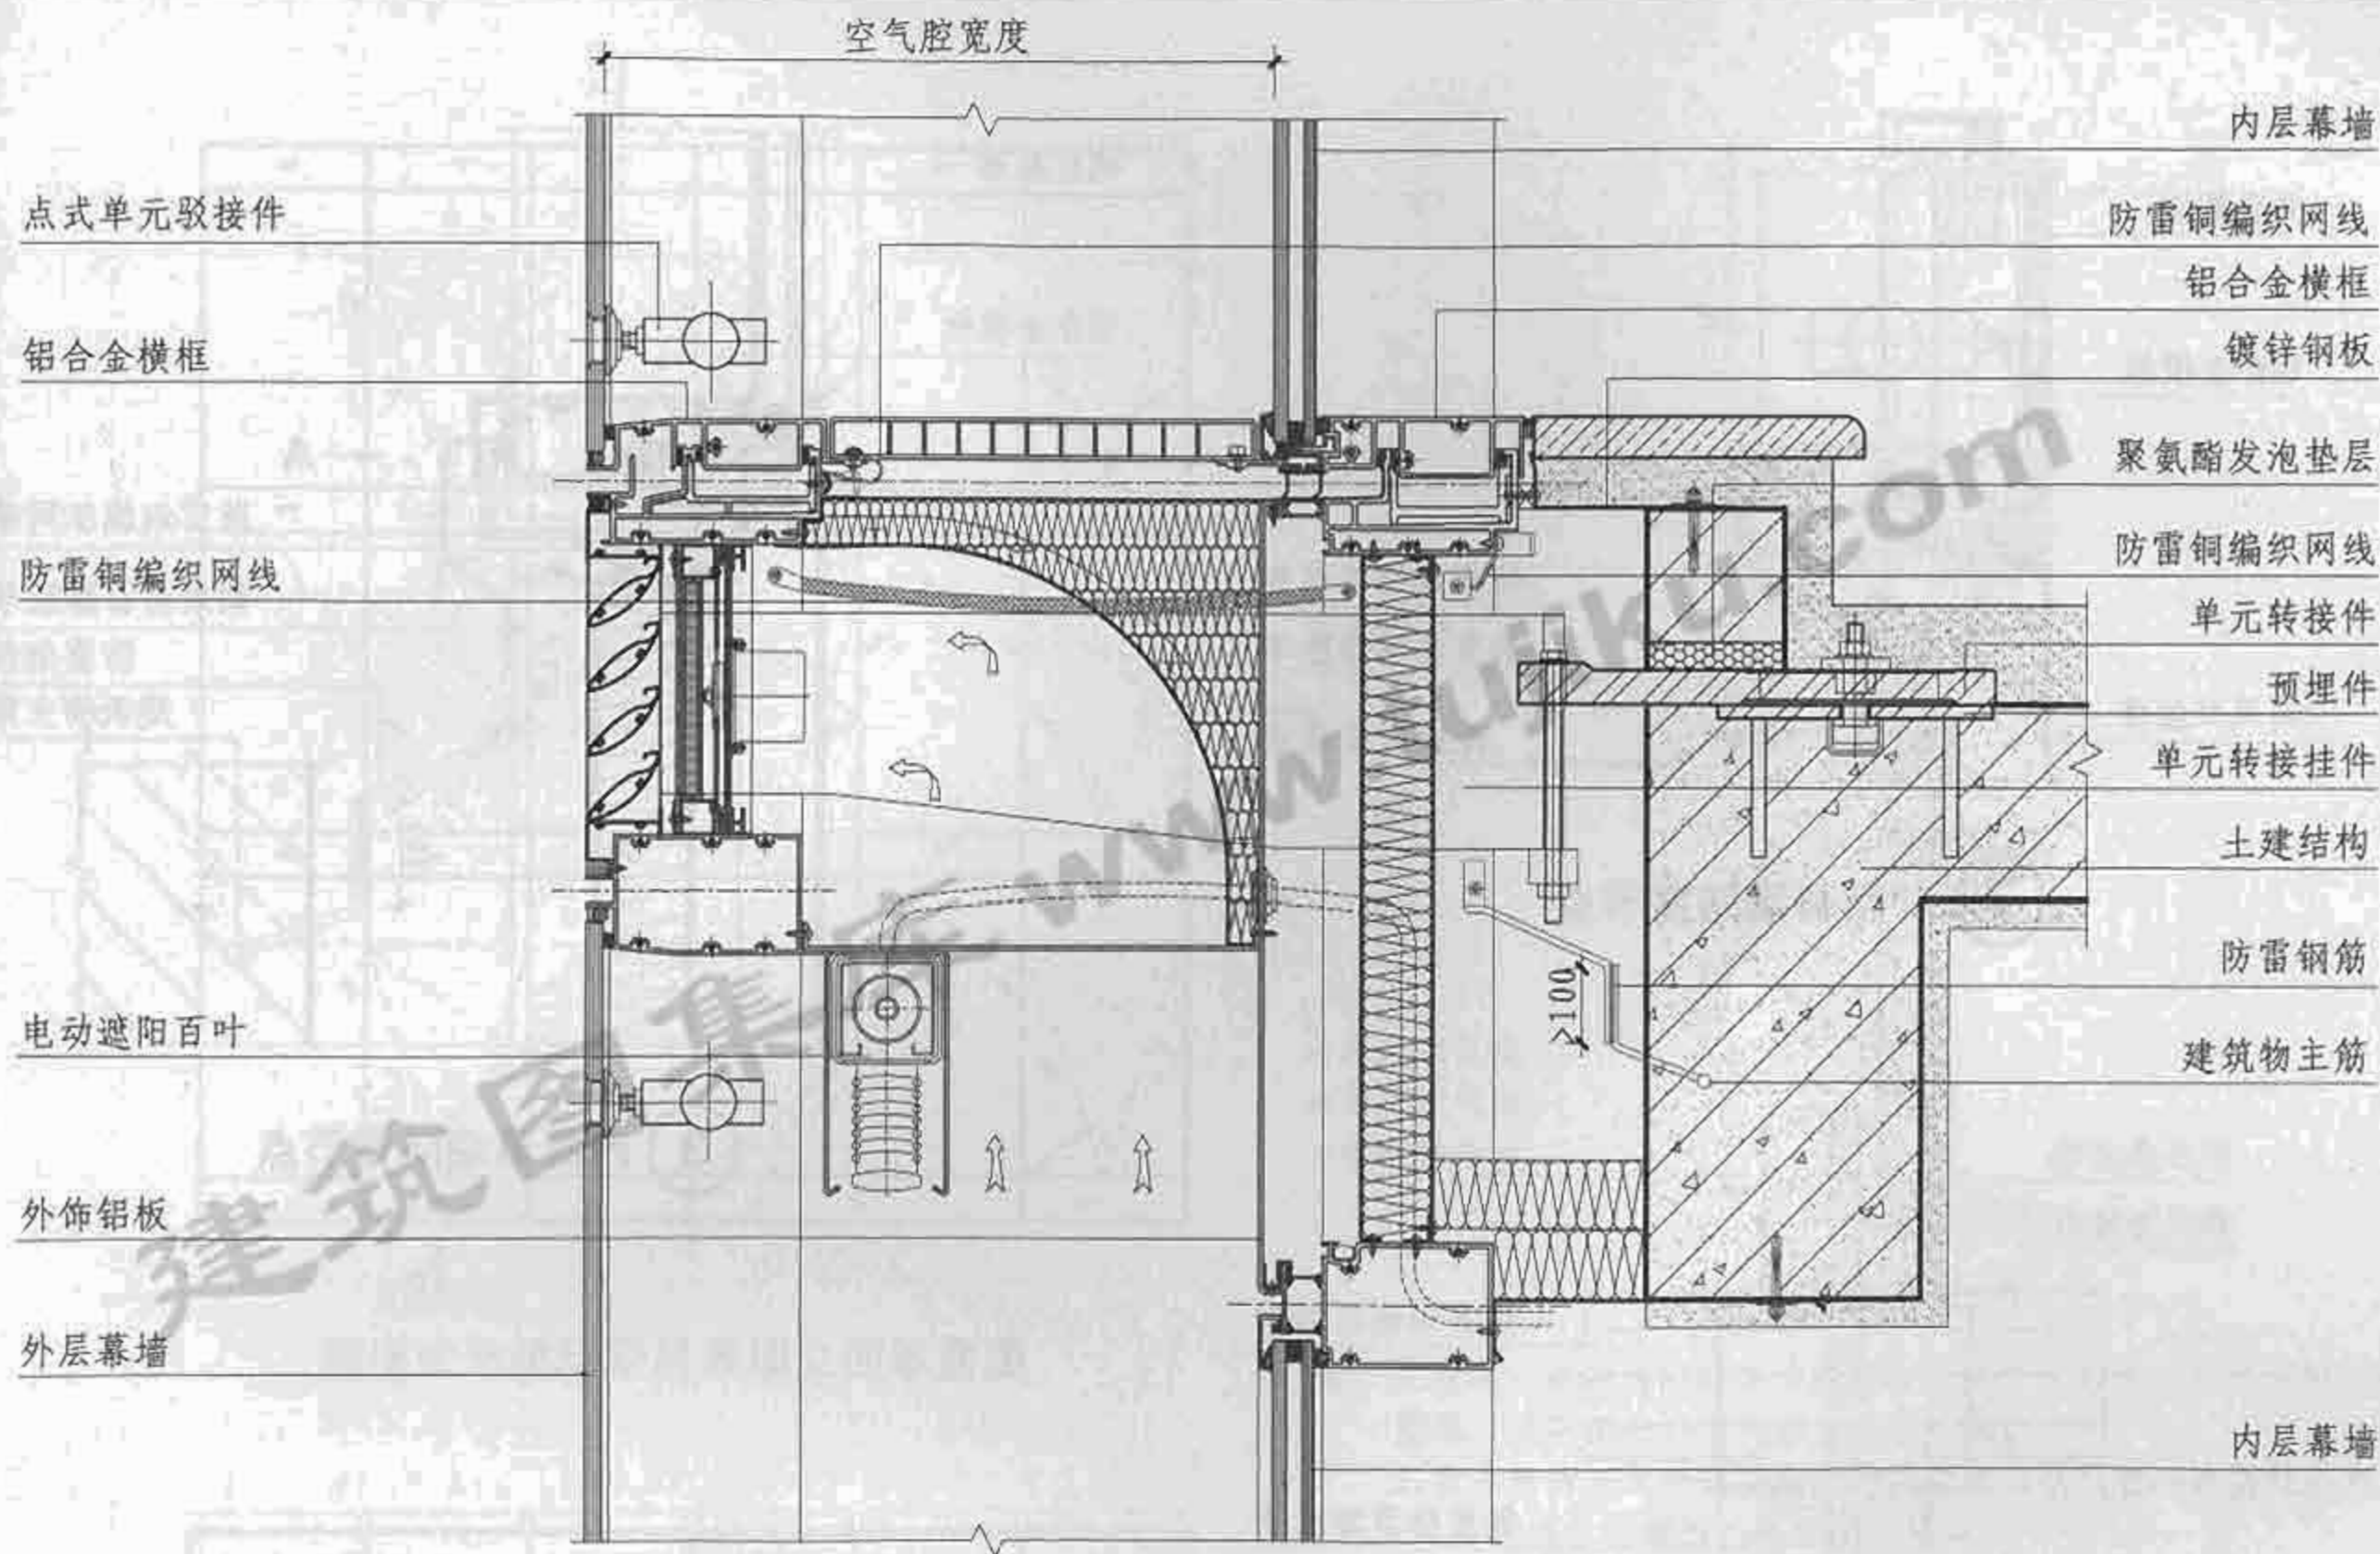 空气腔宽度
点式单元驳接件
铝合金横框
防雷铜编织网线
电动遮阳百叶
外饰铝板
外层幕墙
内层幕墙
防雷铜编织网线
铝合金横框
镀锌钢板
聚氨酯发泡垫层
防雷铜编织网线
单元转接件
预埋件
单元转接挂件
土建结构
防雷钢筋
建筑物主筋
内层幕墙
≥100
建筑图集库 www.tujiku.com